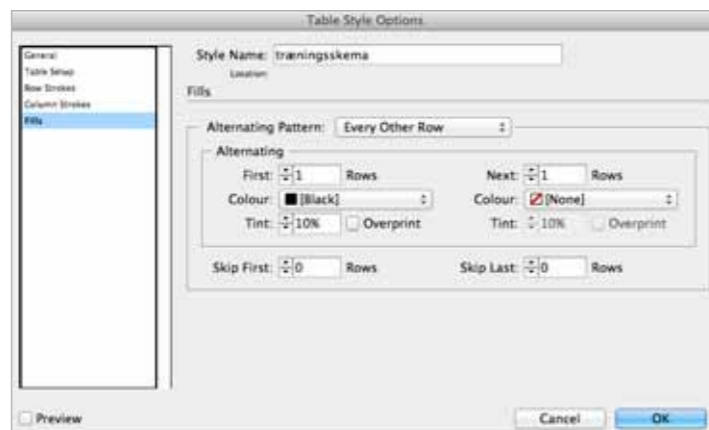 Table Style Options
General
Table Setup
Row Strokes
Column Strokes
Fills
Style Name: træningsskema
Location:
Fills
Alternating Pattern: Every Other Row
Alternating
First: 1 Rows Next: 1 Rows
Colour: [Black] Colour: [None]
Tint: 10% Overprint Tint: 10% Overprint
Skip First: 0 Rows Skip Last: 0 Rows
Preview Cancel OK